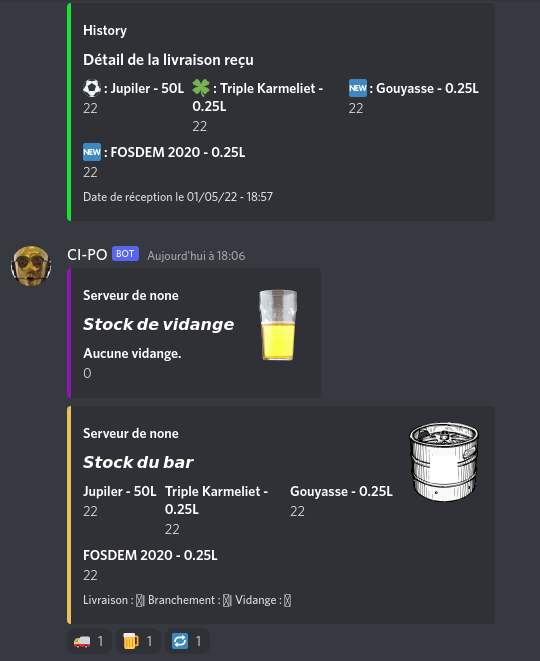 History
Détail de la livraison reçu
⚽ : Jupiler - 50L 🍀 : Triple Karmeliet - 🆕 : Gouyasse - 0.25L
22 0.25L 22
22
🆕 : FOSDEM 2020 - 0.25L
22
Date de réception le 01/05/22 - 18:57
CI-PO BOT Aujourd'hui à 18:06
Serveur de none
Stock de vidange
Aucune vidange.
0
Serveur de none
Stock du bar
Jupiler - 50L Triple Karmeliet - Gouyasse - 0.25L
22 0.25L 22
22
FOSDEM 2020 - 0.25L
22
Livraison : | Branchement : | Vidange :
1 1 1